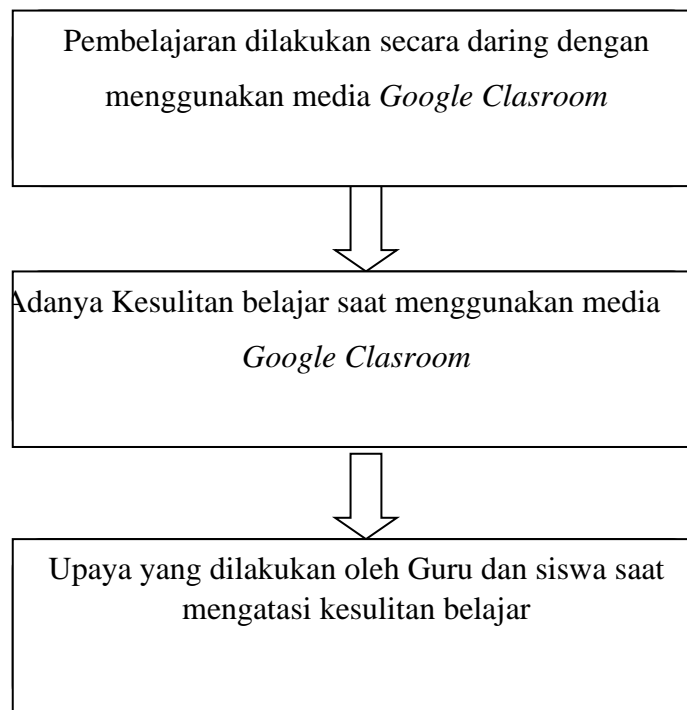 Pembelajaran dilakukan secara daring dengan
menggunakan media Google Clasroom
Adanya Kesulitan belajar saat menggunakan media
Google Clasroom
Upaya yang dilakukan oleh Guru dan siswa saat
mengatasi kesulitan belajar